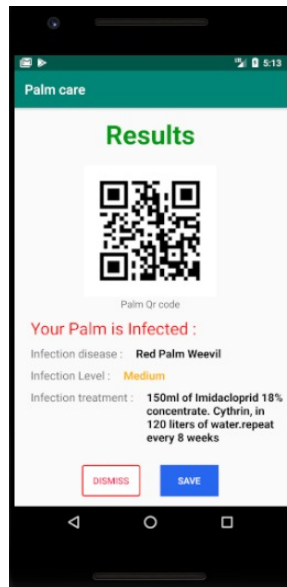 5:13
Palm care
Results
Palm Qr code
Your Palm is Infected :
Infection disease : Red Palm Weevil
Infection Level : Medium
Infection treatment : 150ml of Imidacloprid 18%
concentrate. Cythrin, in
120 liters of water.repeat
every 8 weeks
DISMISS SAVE